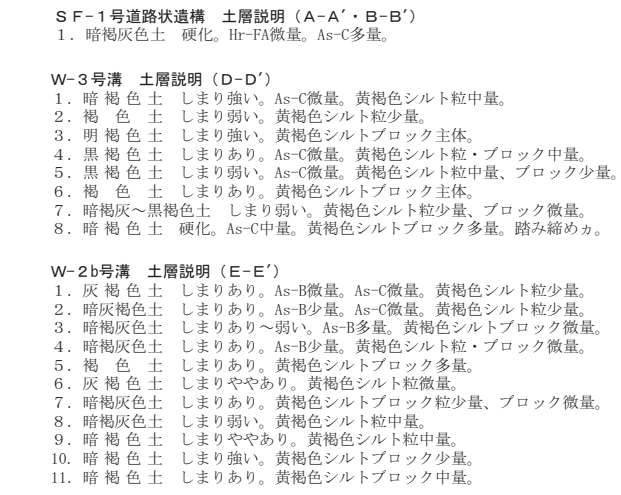 ＳＦ−１号道路状遺構　土層説明（Ａ−Ａ′・Ｂ−Ｂ′）
１．暗褐灰色土　硬化。Hr-FA微量。As-C多量。
Ｗ−３号溝　土層説明（Ｄ−Ｄ′）
１．暗 褐 色 土　しまり強い。As-C微量。黄褐色シルト粒中量。
２．褐　色　土　しまり弱い。黄褐色シルト粒少量。
３．明 褐 色 土　しまり強い。黄褐色シルトブロック主体。
４．黒 褐 色 土　しまりあり。As-C微量。黄褐色シルト粒・ブロック中量。
５．黒 褐 色 土　しまり弱い。As-C微量。黄褐色シルト粒中量、ブロック少量。
６．褐　色　土　しまりあり。黄褐色シルトブロック主体。
７．暗褐灰～黒褐色土　しまり弱い。黄褐色シルト粒少量、ブロック微量。
８．暗 褐 色 土　硬化。As-C中量。黄褐色シルトブロック多量。踏み締めヵ。
Ｗ−２b号溝　土層説明（Ｅ−Ｅ′）
１．灰 褐 色 土　しまりあり。As-B微量。As-C微量。黄褐色シルト粒少量。
２．暗灰褐色土　しまりあり。As-B少量。As-C微量。黄褐色シルト粒少量。
３．暗褐灰色土　しまりあり～弱い。As-B多量。黄褐色シルトブロック微量。
４．暗褐灰色土　しまりあり。As-B少量。黄褐色シルト粒・ブロック微量。
５．褐　色　土　しまりあり。黄褐色シルトブロック多量。
６．灰 褐 色 土　しまりややあり。黄褐色シルト粒微量。
７．暗褐灰色土　しまりあり。黄褐色シルトブロック粒少量、ブロック微量。
８．暗褐灰色土　しまり弱い。黄褐色シルト粒中量。
９．暗 褐 色 土　しまりややあり。黄褐色シルト粒中量。
10．暗 褐 色 土　しまり強い。黄褐色シルトブロック少量。
11．暗 褐 色 土　しまりあり。黄褐色シルトブロック中量。